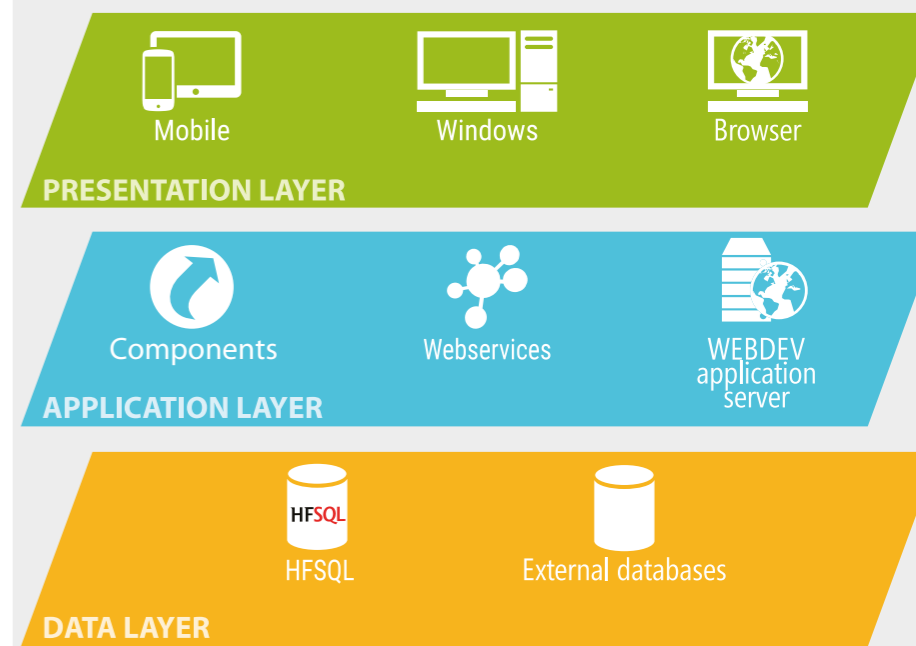 Mobile
Windows
Browser
PRESENTATION LAYER
Components
Webservices
WEBDEV
application
server
APPLICATION LAYER
HFSQL
HFSQL
External databases
DATA LAYER